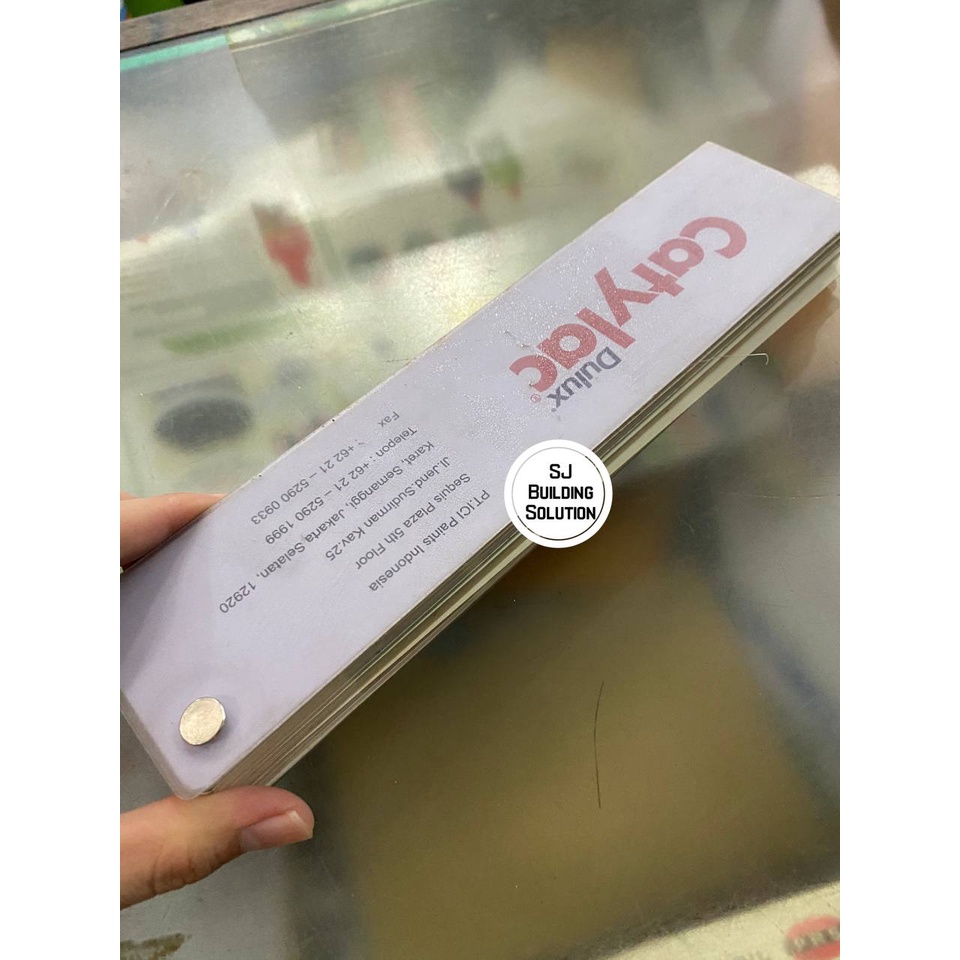 Catylac
Dulux
PT.ICI Paints Indonesia
Sequis Plaza 5th Floor
Jl.Jend.Sudirman Kav.25
Karet, Semanggi, Jakarta Selatan, 12920
Telepon : +62 21 – 5290 1999
Fax : +62 21 – 5290 0933
SJ
BUILDING
SOLUTION